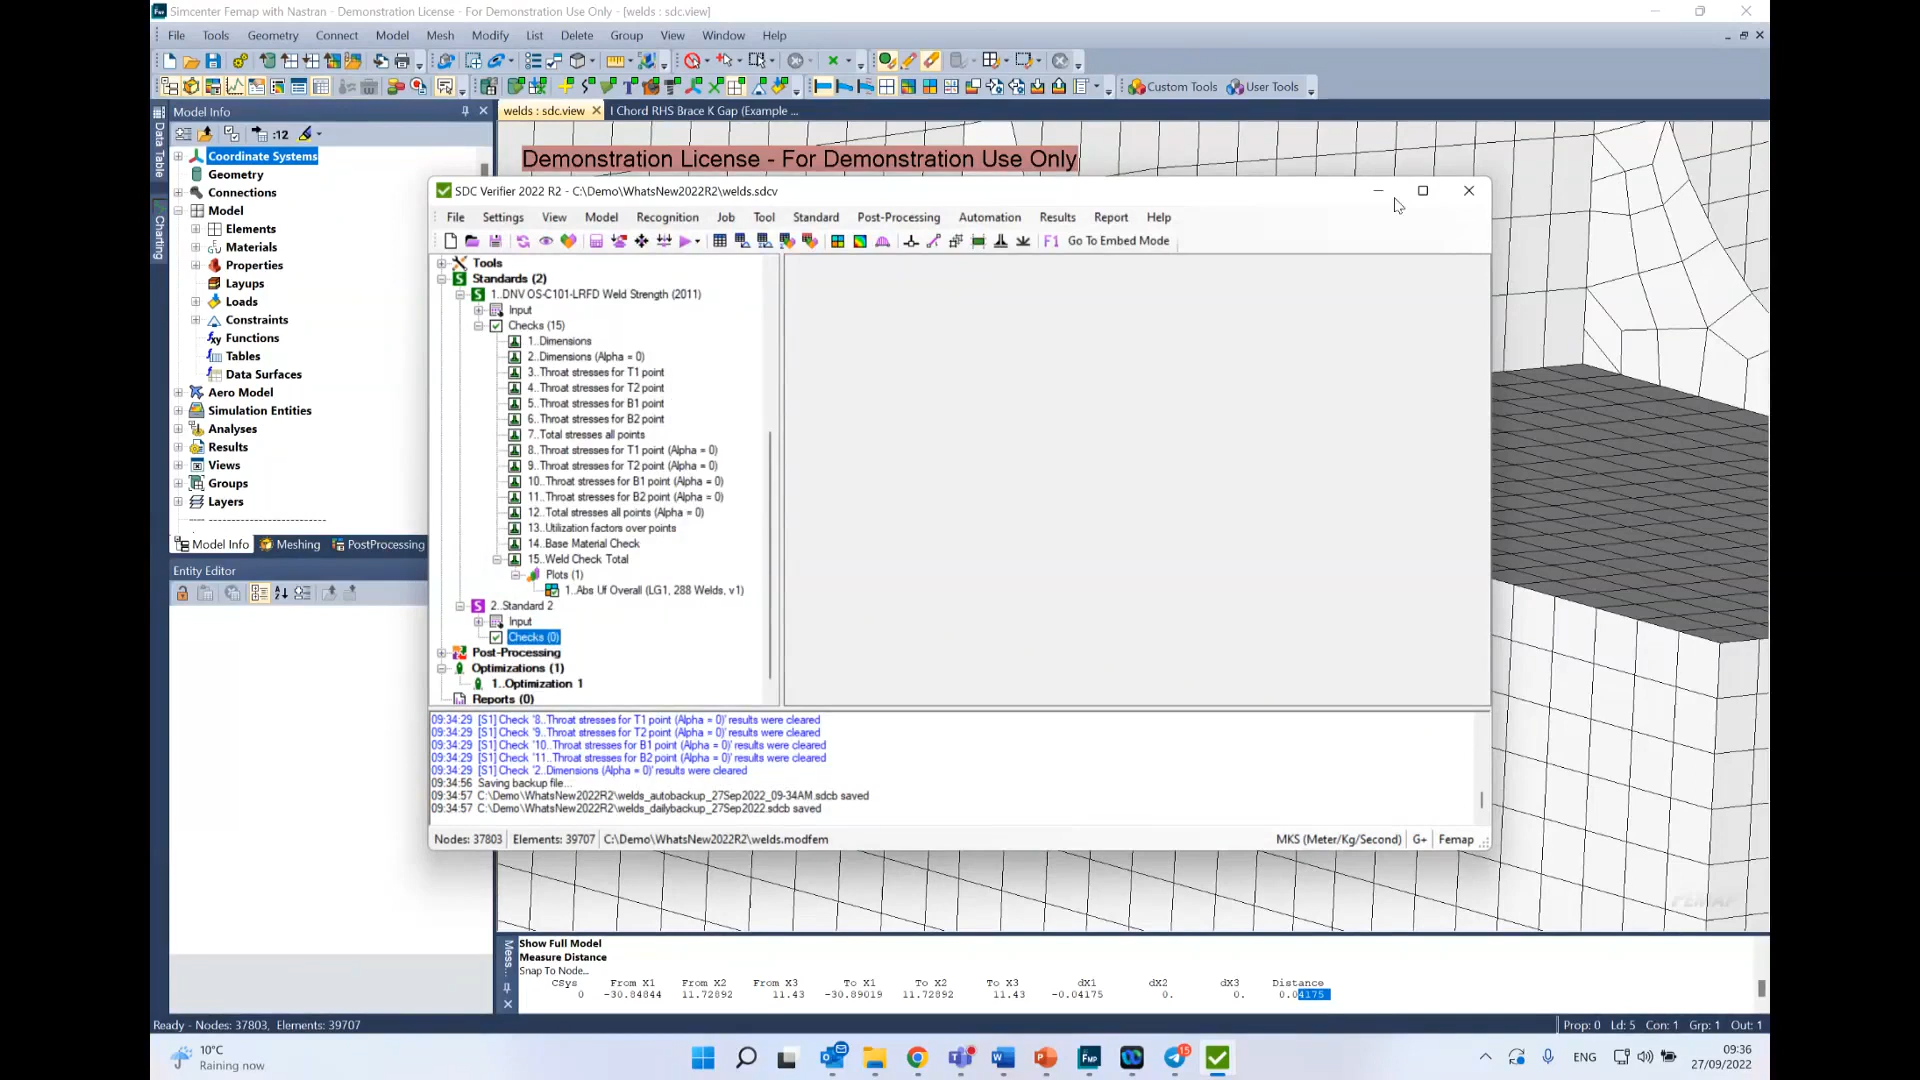 Simcenter Femap with Nastran - Demonstration License - For Demonstration Use Only - [welds : sdc.view]
File Tools Geometry Connect Model Mesh Modify List Delete Group View Window Help
Custom Tools User Tools
Model Info
welds : sdc.view
I Chord RHS Brace K Gap (Example ...
:12
Data Table
Charting
Demonstration License - For Demonstration Use Only
Coordinate Systems
Geometry
Connections
Model
Elements
Materials
Properties
Layups
Loads
Constraints
Functions
Tables
Data Surfaces
Aero Model
Simulation Entities
Analyses
Results
Views
Groups
Layers
Model Info Meshing PostProcessing
Entity Editor
SDC Verifier 2022 R2 - C:\Demo\WhatsNew2022R2\welds.sdcv
File Settings View Model Recognition Job Tool Standard Post-Processing Automation Results Report Help
F1 Go To Embed Mode
Tools
Standards (2)
1..DNV OS-C101-LRFD Weld Strength (2011)
Input
Checks (15)
1..Dimensions
2..Dimensions (Alpha = 0)
3..Throat stresses for T1 point
4..Throat stresses for T2 point
5..Throat stresses for B1 point
6..Throat stresses for B2 point
7..Total stresses all points
8..Throat stresses for T1 point (Alpha = 0)
9..Throat stresses for T2 point (Alpha = 0)
10..Throat stresses for B1 point (Alpha = 0)
11..Throat stresses for B2 point (Alpha = 0)
12..Total stresses all points (Alpha = 0)
13..Utilization factors over points
14..Base Material Check
15..Weld Check Total
Plots (1)
1..Abs Uf Overall (LG1, 288 Welds, v1)
2..Standard 2
Input
Checks (0)
Post-Processing
Optimizations (1)
1..Optimization 1
Reports (0)
09:34:29 [S1] Check '8..Throat stresses for T1 point (Alpha = 0)' results were cleared
09:34:29 [S1] Check '9..Throat stresses for T2 point (Alpha = 0)' results were cleared
09:34:29 [S1] Check '10..Throat stresses for B1 point (Alpha = 0)' results were cleared
09:34:29 [S1] Check '11..Throat stresses for B2 point (Alpha = 0)' results were cleared
09:34:29 [S1] Check '2..Dimensions (Alpha = 0)' results were cleared
09:34:56 Saving backup file...
09:34:57 C:\Demo\WhatsNew2022R2\welds_autobackup_27Sep2022_09-34AM.sdcb saved
09:34:57 C:\Demo\WhatsNew2022R2\welds_dailybackup_27Sep2022.sdcb saved
Nodes: 37803 Elements: 39707 C:\Demo\WhatsNew2022R2\welds.modfem MKS (Meter/Kg/Second) G+ Femap
FEMAP
Mess...
Show Full Model
Measure Distance
Snap To Node...
CSys From X1 From X2 From X3 To X1 To X2 To X3 dX1 dX2 dX3 Distance
0 -30.84844 11.72892 11.43 -30.89019 11.72892 11.43 -0.04175 0. 0. 0.04175
Ready - Nodes: 37803, Elements: 39707
Prop: 0 Ld: 5 Con: 1 Grp: 1 Out: 1
10°C
Raining now
15
ENG
09:36
27/09/2022